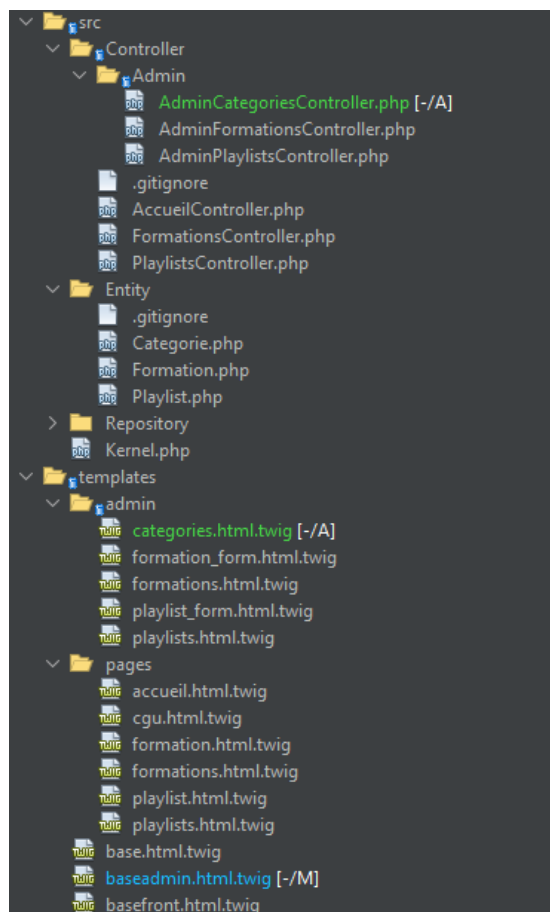 src
Controller
Admin
AdminCategoriesController.php [-/A]
AdminFormationsController.php
AdminPlaylistsController.php
.gitignore
AccueilController.php
FormationsController.php
PlaylistsController.php
Entity
.gitignore
Categorie.php
Formation.php
Playlist.php
Repository
Kernel.php
templates
admin
categories.html.twig [-/A]
formation_form.html.twig
formations.html.twig
playlist_form.html.twig
playlists.html.twig
pages
accueil.html.twig
cgu.html.twig
formation.html.twig
formations.html.twig
playlist.html.twig
playlists.html.twig
base.html.twig
baseadmin.html.twig [-/M]
basefront.html.twig